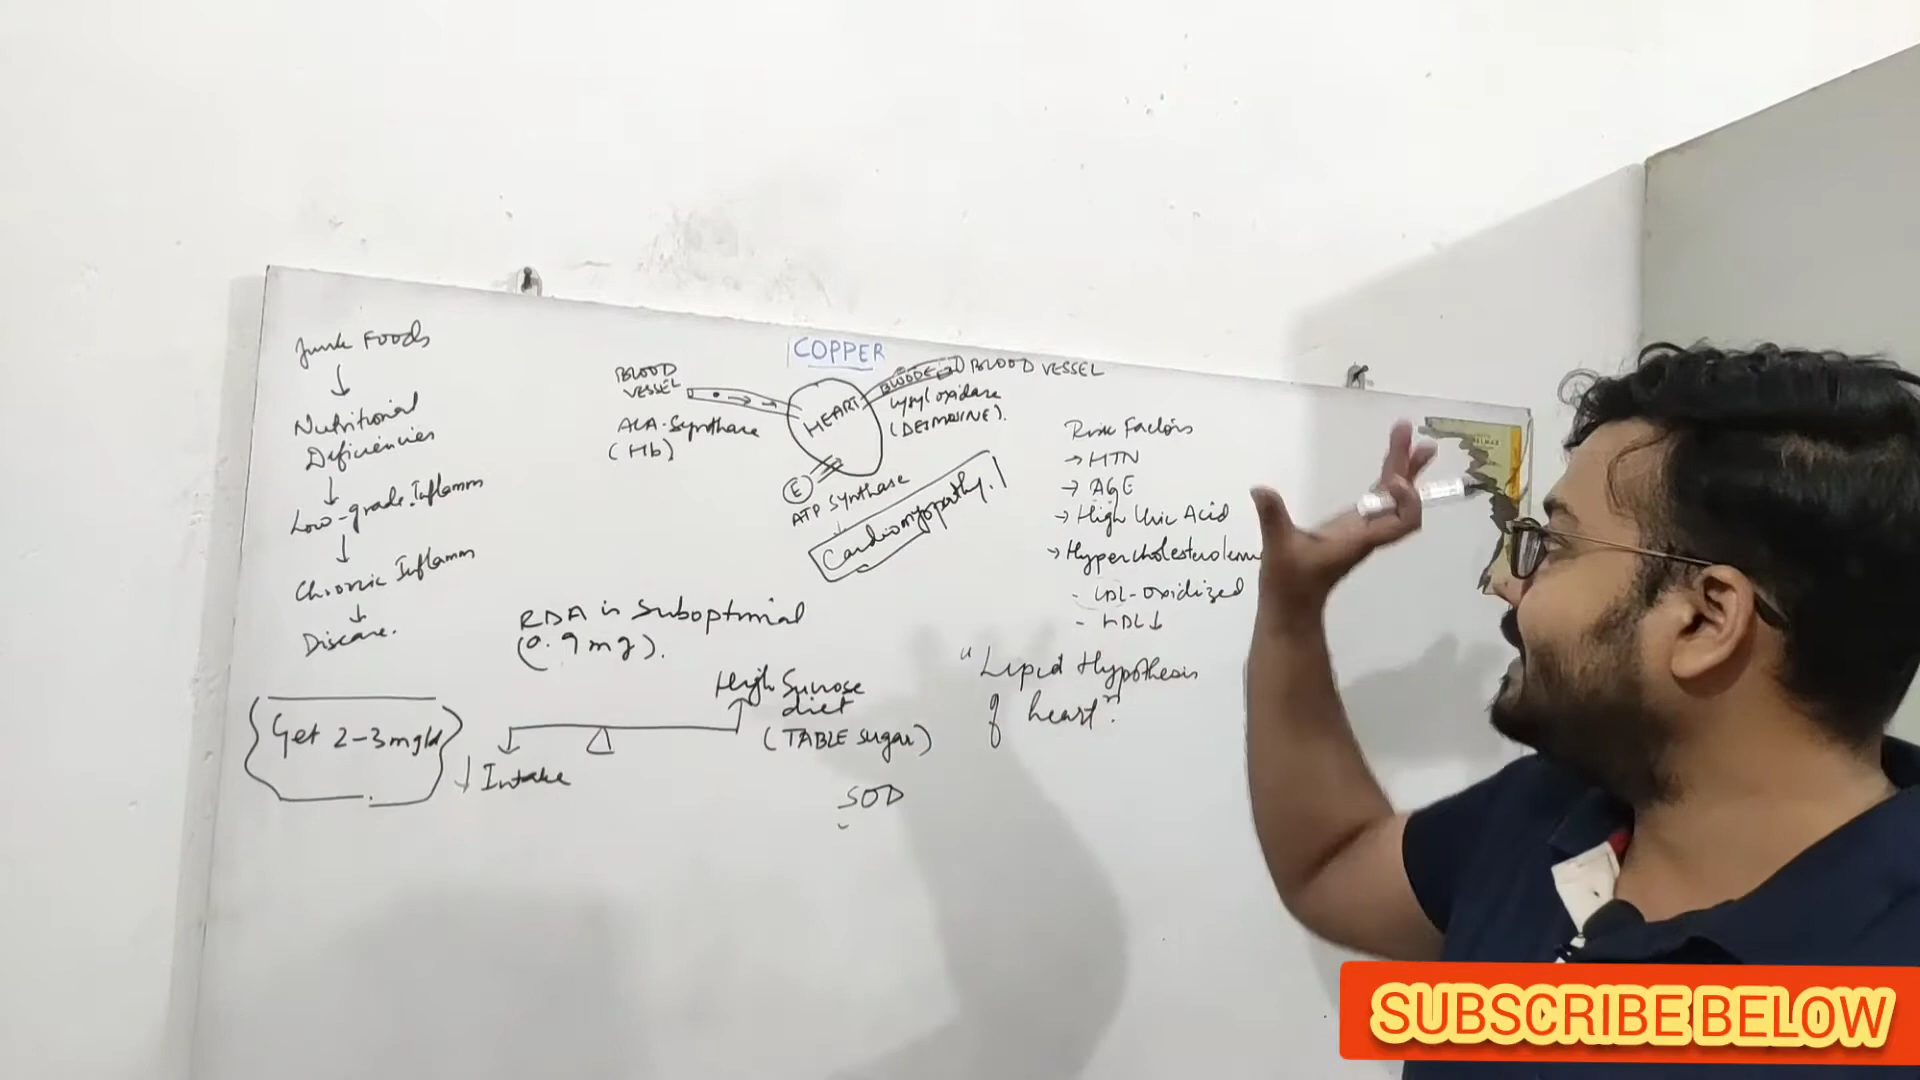 Junk Foods
Nutritional
Deficiencies
Low-grade Inflamm
Chronic Inflamm
Disease.
COPPER
BLOOD
VESSEL
HEART
BLOOD VESSEL
ALA-Synthase
(Hb)
Lysyl oxidase
(DESMOSINE).
E
ATP synthase
Cardiomyopathy.
Risk Factors
→ HTN
→ AGE
→ High Uric Acid
→ Hypercholesterolem
- LDL-oxidized
- HDL↓
RDA is Suboptimal
(0.9mg).
"Lipid Hypothesis
of heart".
Get 2-3mg/d
High Sucrose
diet
(TABLE sugar)
↓ Intake
SOD
SUBSCRIBE BELOW